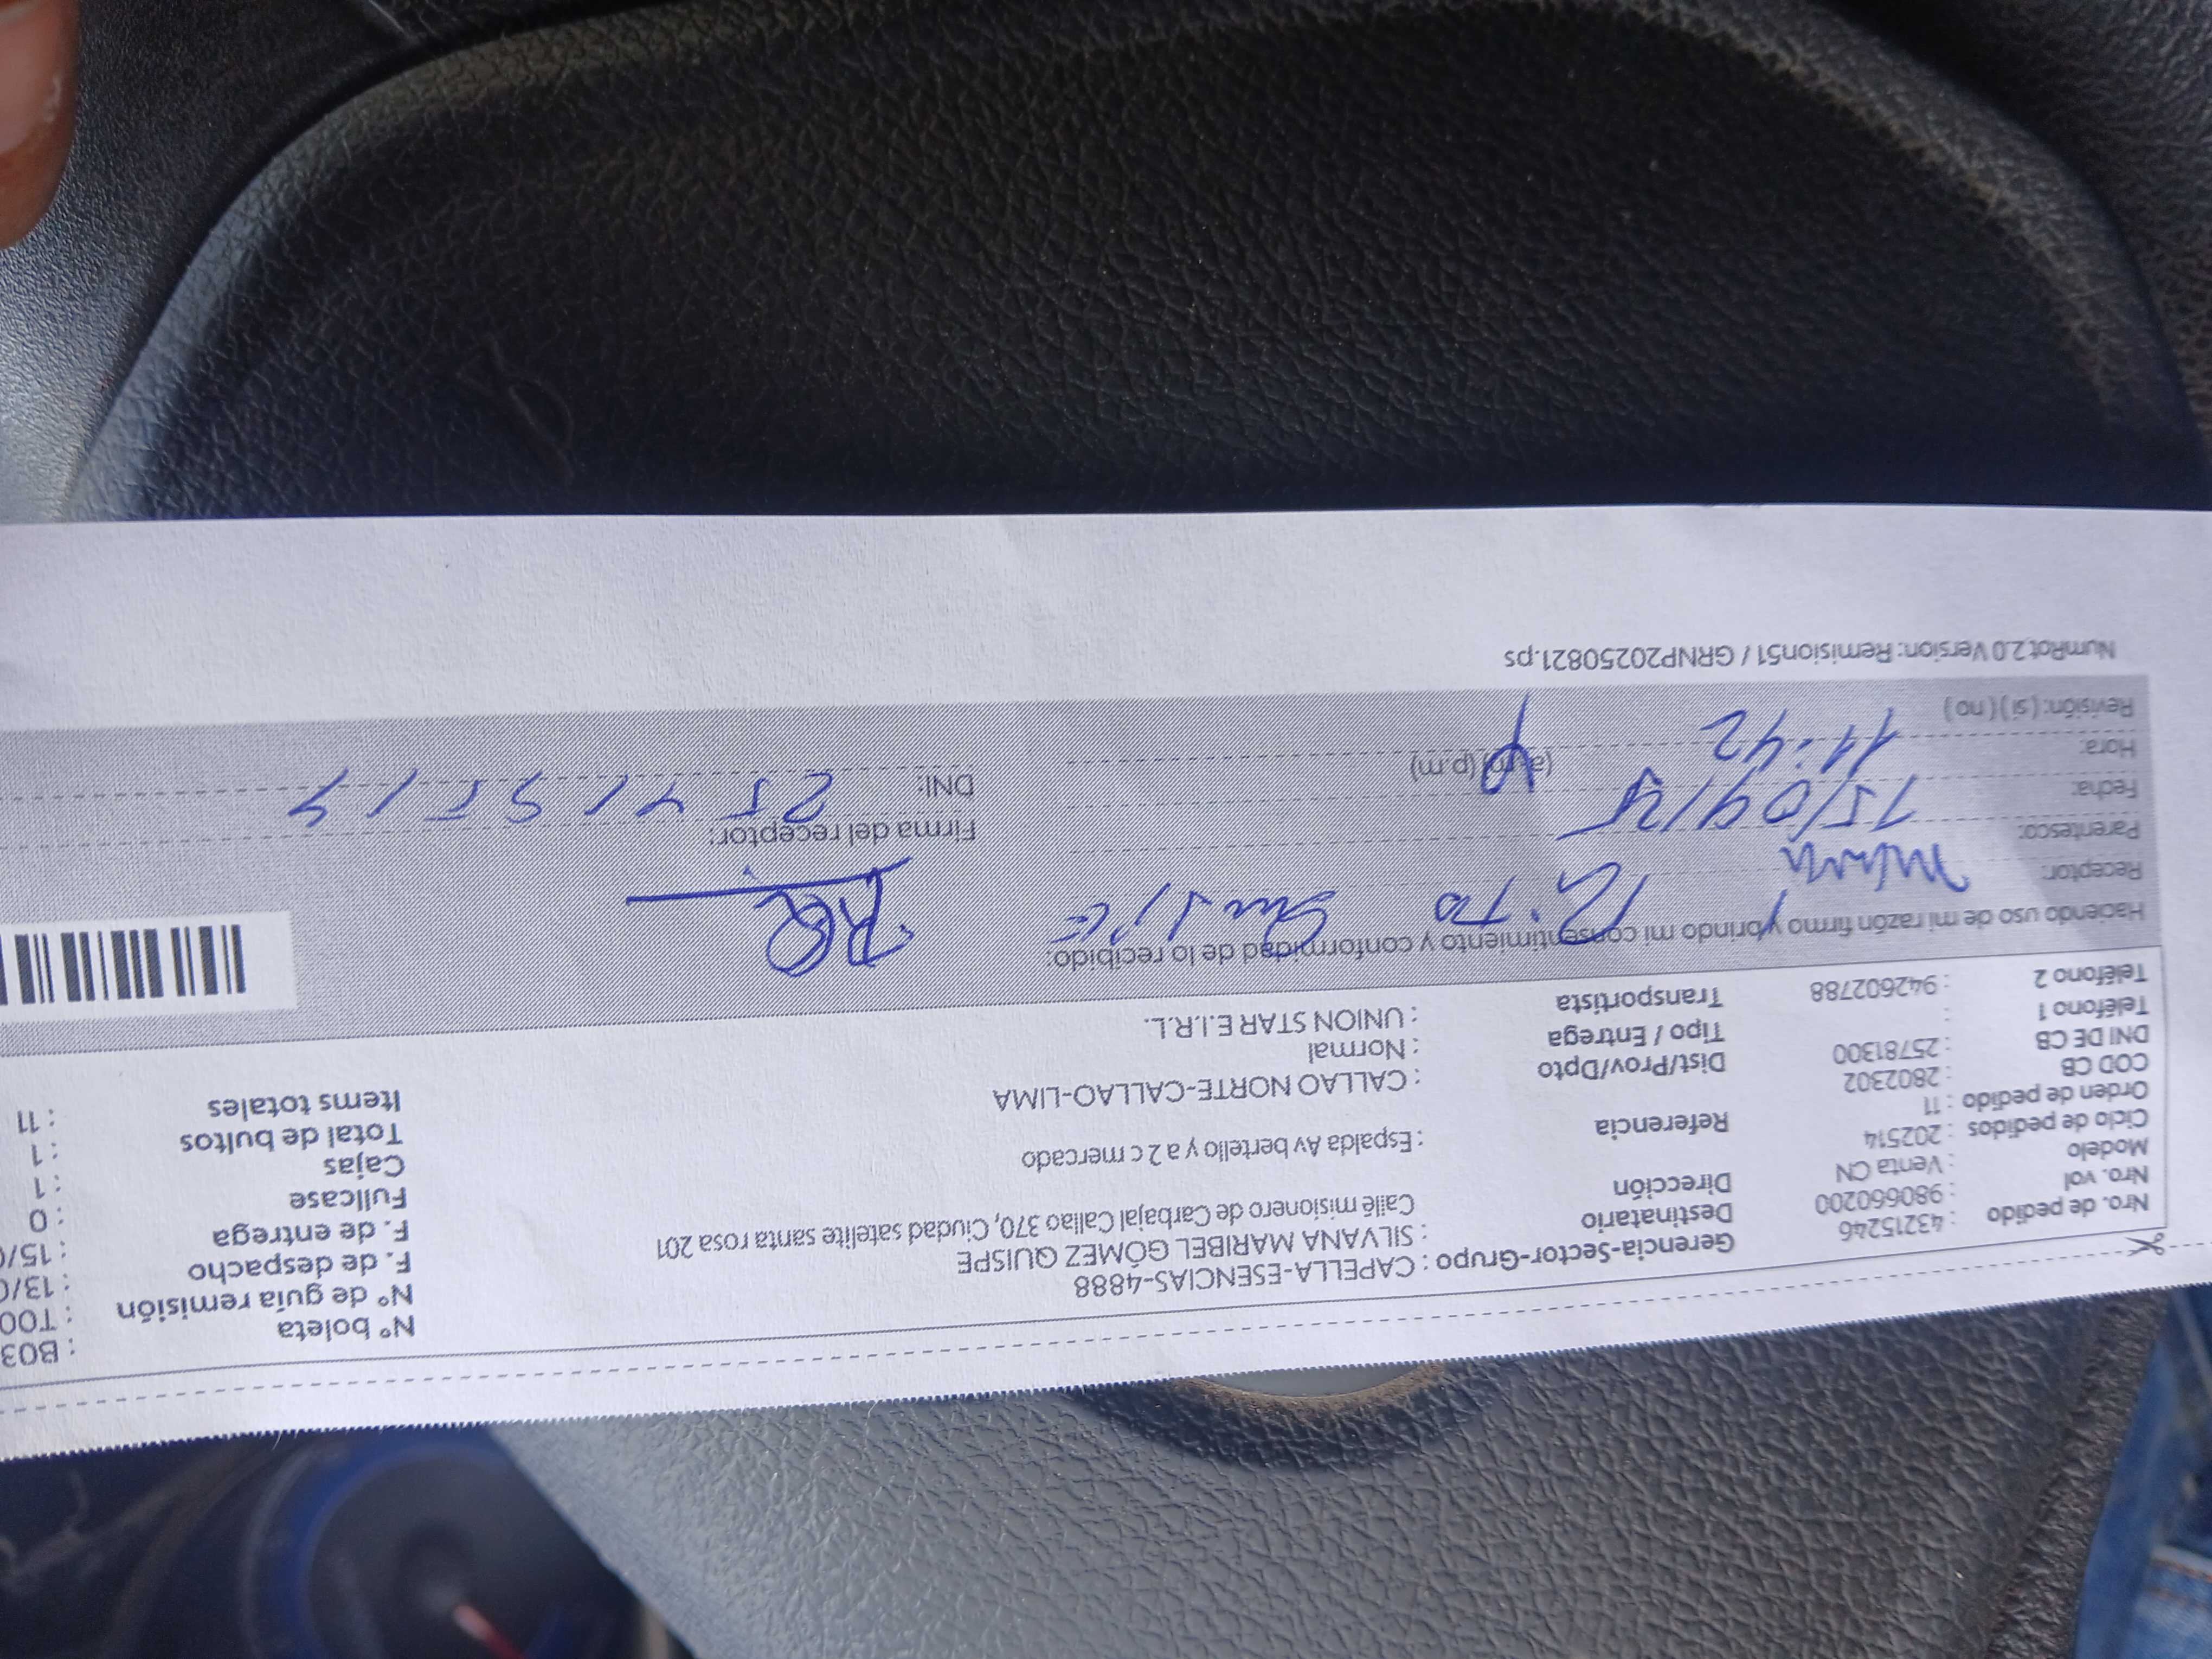 Nro. de pedido : 43215246
Nro. vol : 980660200
Modelo : Venta CN
Ciclo de pedidos : 202514
Orden de pedido : 11
COD CB : 2802302
DNI DE CB : 25781300
Teléfono 1 :
Teléfono 2 : 942602788
Gerencia-Sector-Grupo : CAPELLA-ESENCIAS-4888
Destinatario : SILVANA MARIBEL GÓMEZ QUISPE
Dirección Calle misionero de Carbajal Callao 370, Ciudad satelite santa rosa 201
Referencia : Espalda Av bertello y a 2 c mercado
Dist/Prov/Dpto : CALLAO NORTE-CALLAO-LIMA
Tipo / Entrega : Normal
Transportista : UNION STAR E.I.R.L.
N° boleta : B03
N° de guía remisión : T00
F. de despacho : 13/0
F. de entrega : 15/0
Fullcase : 0
Cajas : 1
Total de bultos : 1
Items totales : 11
Haciendo uso de mi razón firmo y brindo mi consentimiento y conformidad de lo recibido:
Receptor:
Parentesco:
Fecha: 15/09/25
Hora: 11:42 (a.m) (p.m)
Revisión: ( si ) ( no )
Firma del receptor:
DNI:
NumRot.2.0 Version: Remision51 / GRNP20250821.ps